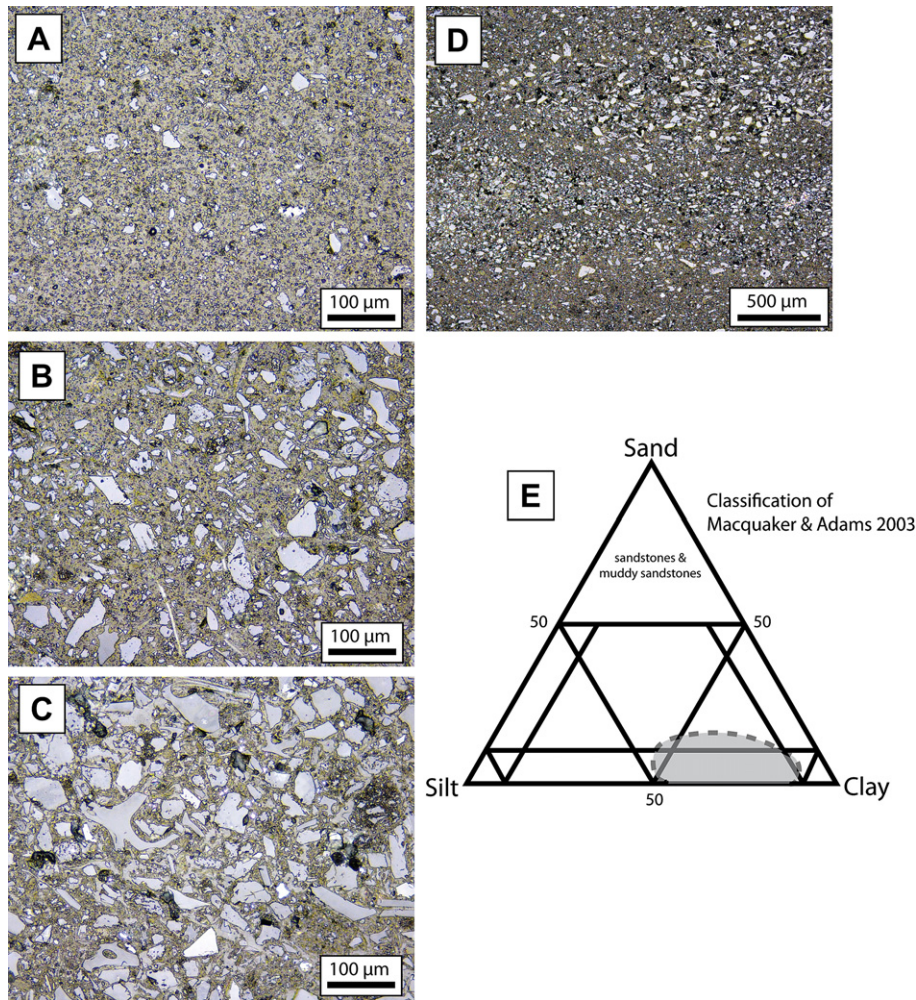 A
100 µm
B
100 µm
C
100 µm
D
500 µm
E
Sand
Classification of
Macquaker & Adams 2003
sandstones &
muddy sandstones
50
50
Silt
50
Clay